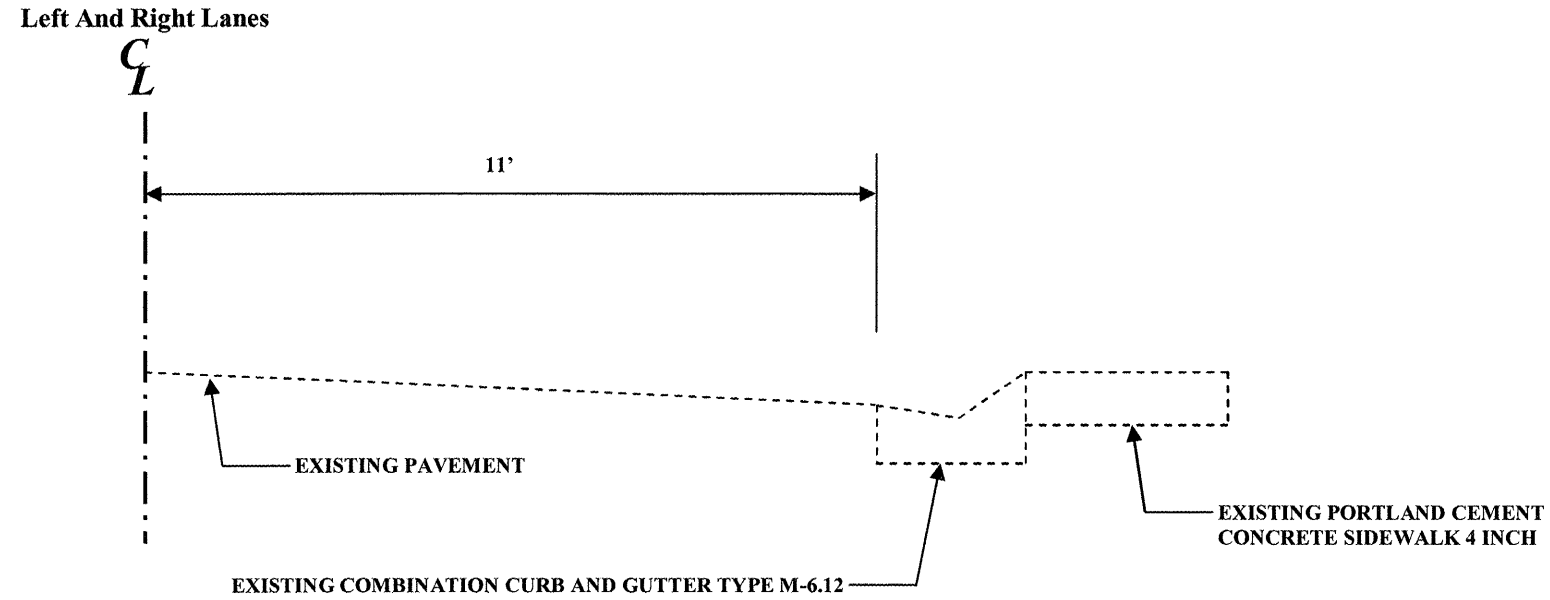 Left And Right Lanes
CL
11’
EXISTING PAVEMENT
EXISTING PORTLAND CEMENT
CONCRETE SIDEWALK 4 INCH
EXISTING COMBINATION CURB AND GUTTER TYPE M-6.12